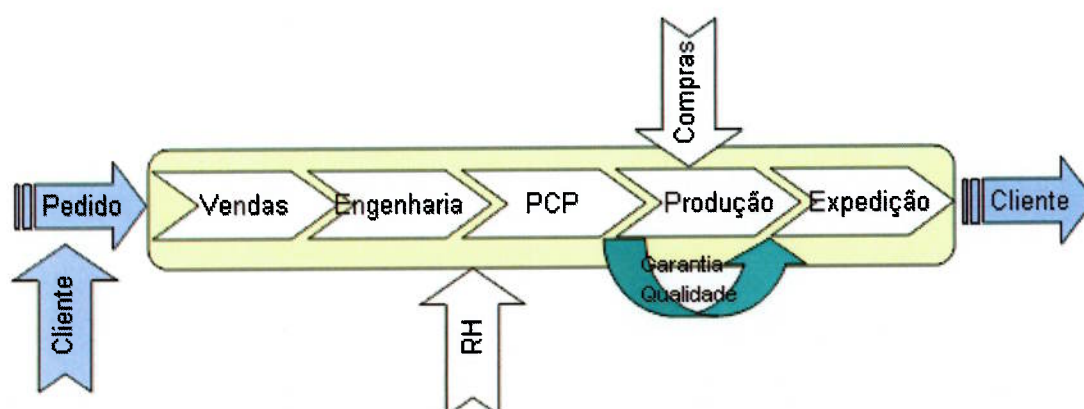 Compras
Pedido
Vendas
Engenharia
PCP
Produção
Expedição
Cliente
Cliente
RH
Garantia
Qualidade